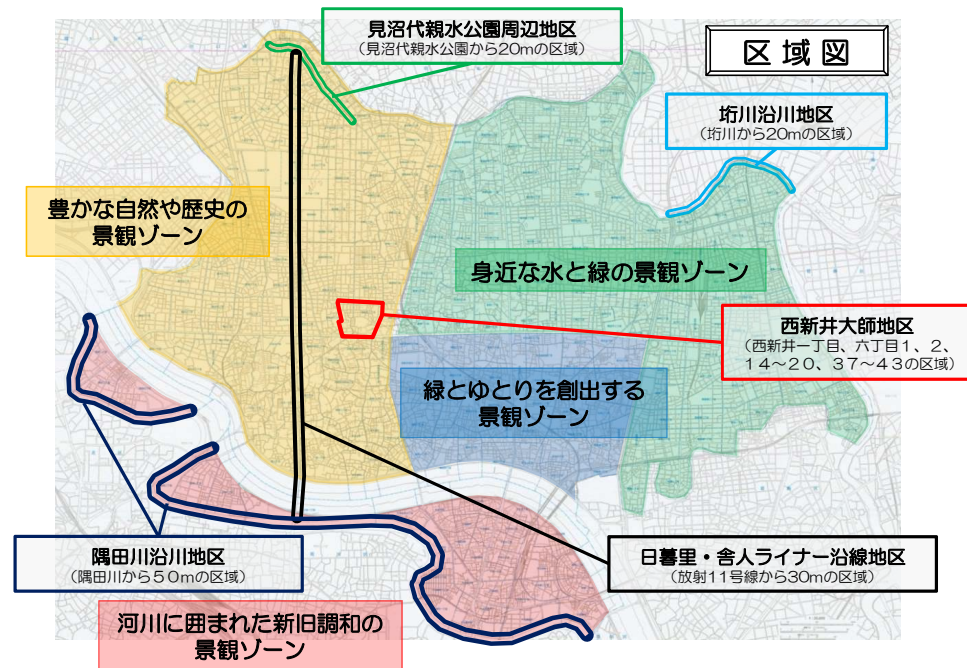 見沼代親水公園周辺地区
（見沼代親水公園から20mの区域）
区域図
垳川沿川地区
（垳川から20mの区域）
豊かな自然や歴史の
景観ゾーン
身近な水と緑の景観ゾーン
西新井大師地区
（西新井一丁目、六丁目１、２、
１４～２０、３７～４３の区域）
緑とゆとりを創出する
景観ゾーン
隅田川沿川地区
（隅田川から５０ｍの区域）
日暮里・舎人ライナー沿線地区
（放射11号線から30mの区域）
河川に囲まれた新旧調和の
景観ゾーン